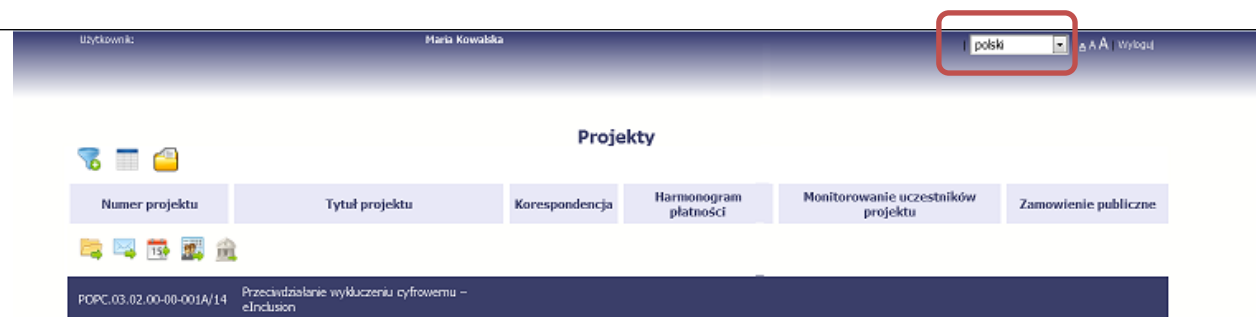 Użytkownik: Maria Kowalska | polski A A A | Wyloguj
Projekty
Numer projektu Tytuł projektu Korespondencja Harmonogram płatności Monitorowanie uczestników projektu Zamowienie publiczne
15
POPC.03.02.00-00-001A/14 Przeciwdziałanie wykluczeniu cyfrowemu –
eInclusion